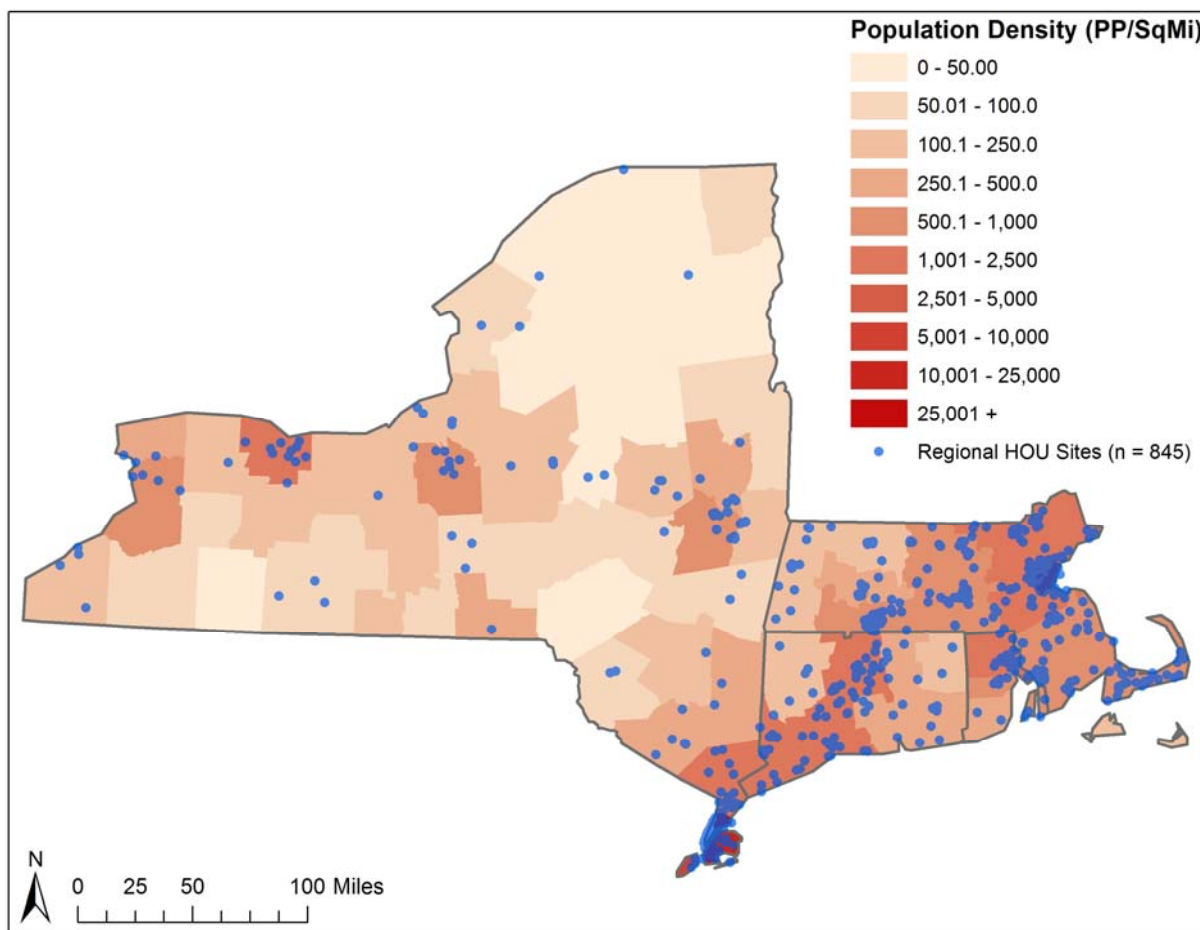 Population Density (PP/SqMi)
0 - 50.00
50.01 - 100.0
100.1 - 250.0
250.1 - 500.0
500.1 - 1,000
1,001 - 2,500
2,501 - 5,000
5,001 - 10,000
10,001 - 25,000
25,001 +
Regional HOU Sites (n = 845)
N
0 25 50 100 Miles